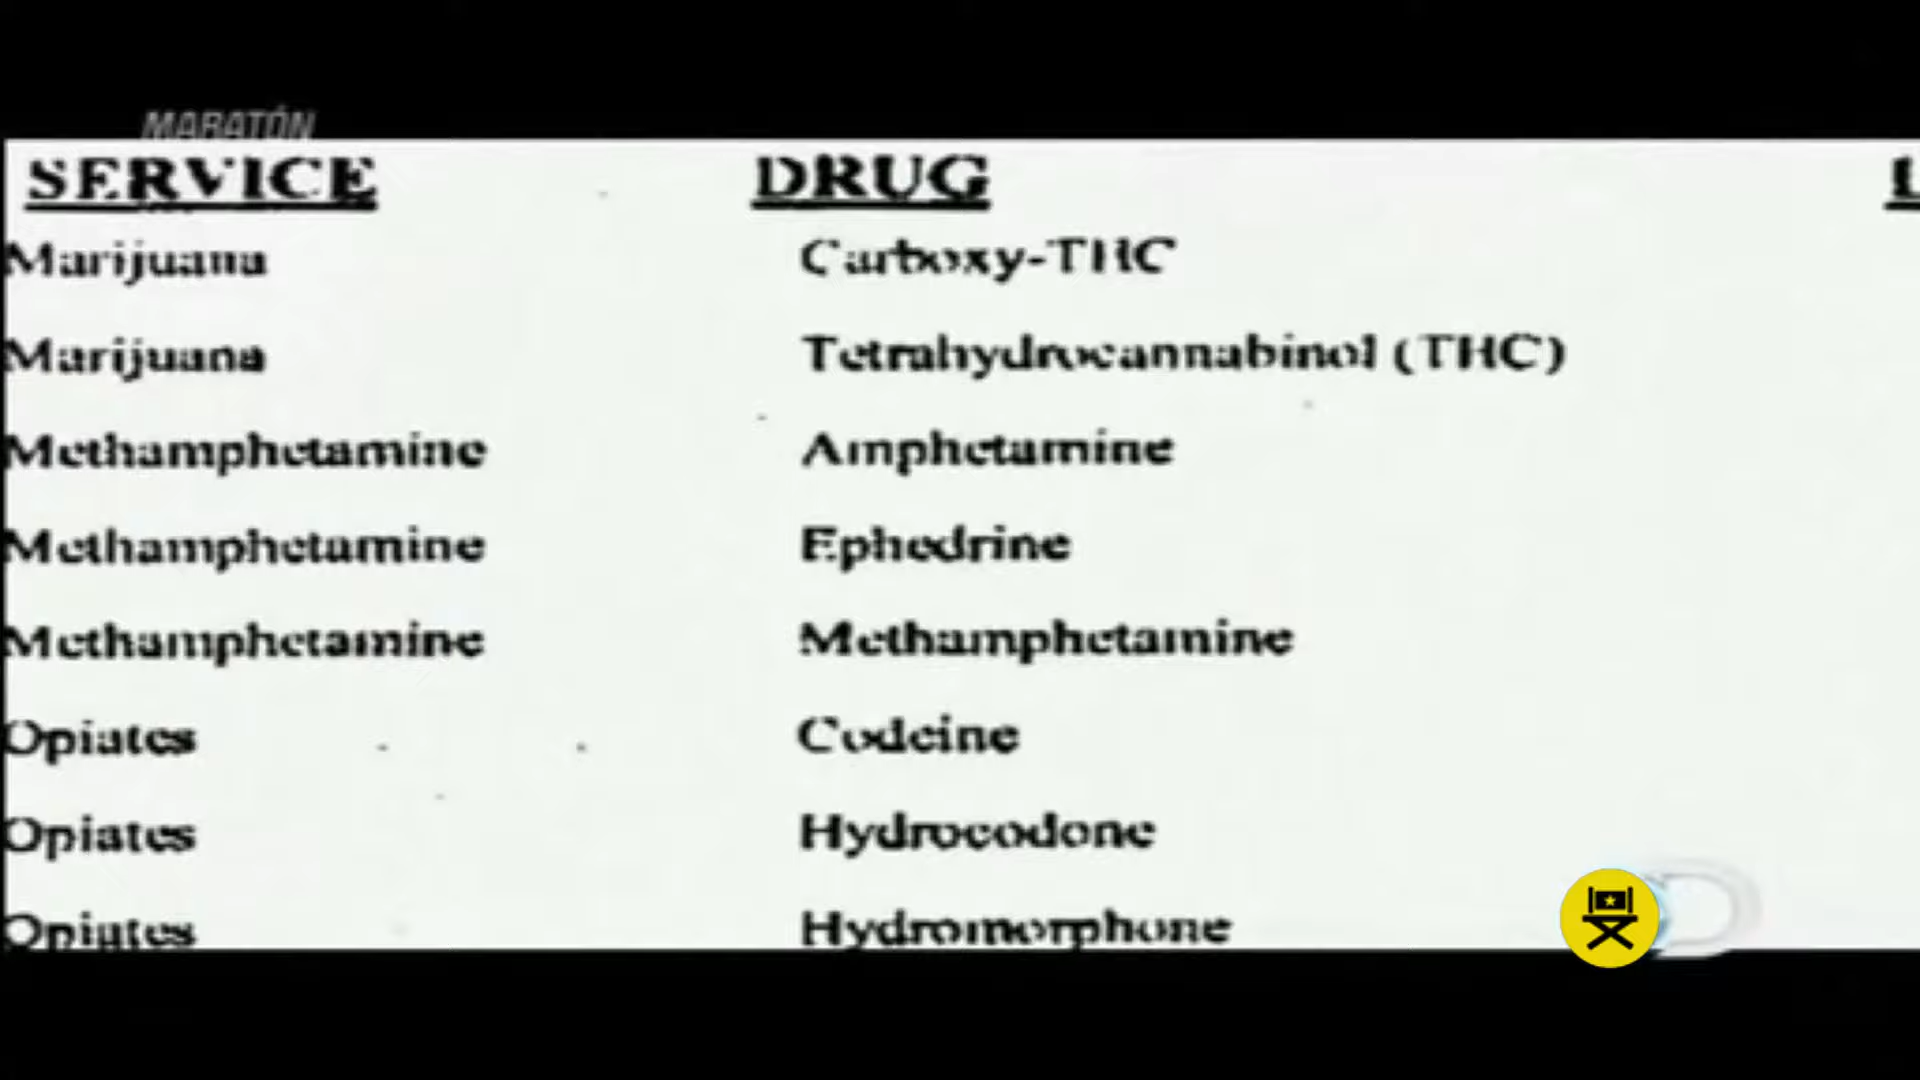 MARATÓN
SERVICE DRUG L
Marijuana Carboxy-THC
Marijuana Tetrahydrocannabinol (THC)
Methamphetamine Amphetamine
Methamphetamine Ephedrine
Methamphetamine Methamphetamine
Opiates Codeine
Opiates Hydrocodone
Opiates Hydromorphone